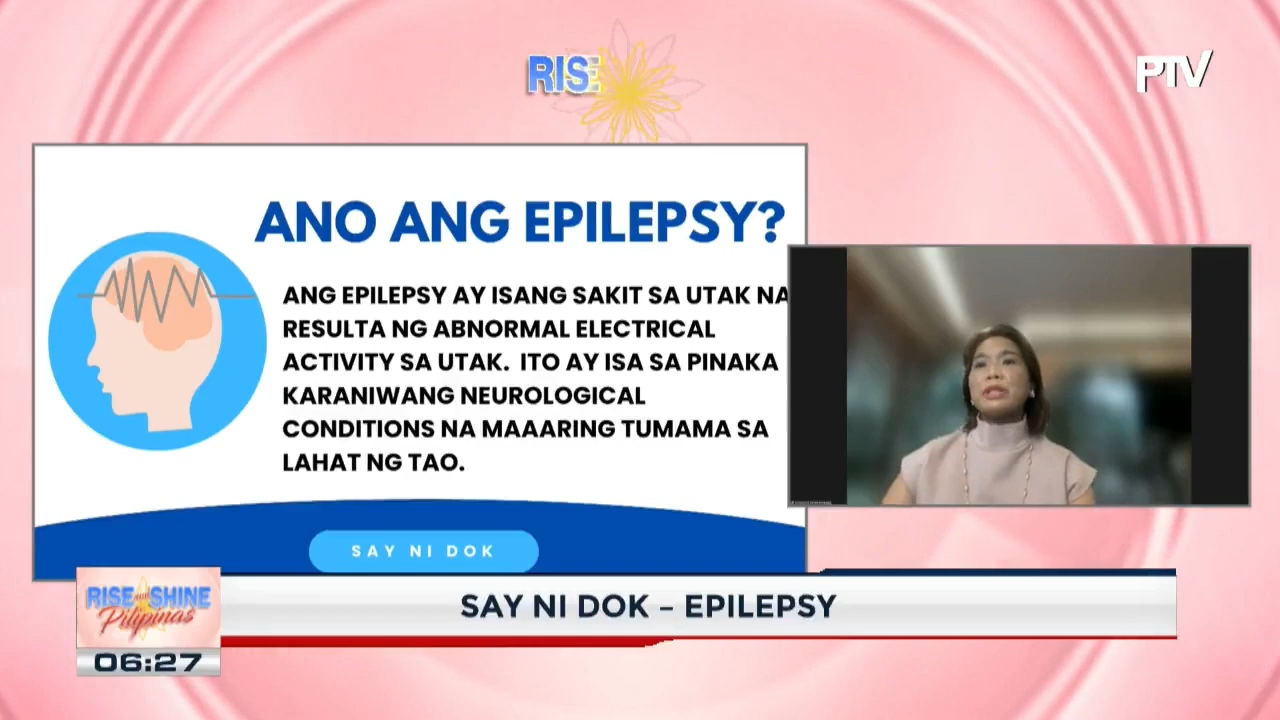 RISE
PTV
ANO ANG EPILEPSY?
ANG EPILEPSY AY ISANG SAKIT SA UTAK NA
RESULTA NG ABNORMAL ELECTRICAL
ACTIVITY SA UTAK. ITO AY ISA SA PINAKA
KARANIWANG NEUROLOGICAL
CONDITIONS NA MAAARING TUMAMA SA
LAHAT NG TAO.
SAY NI DOK
RISE and SHINE
Pilipinas
SAY NI DOK – EPILEPSY
06:27